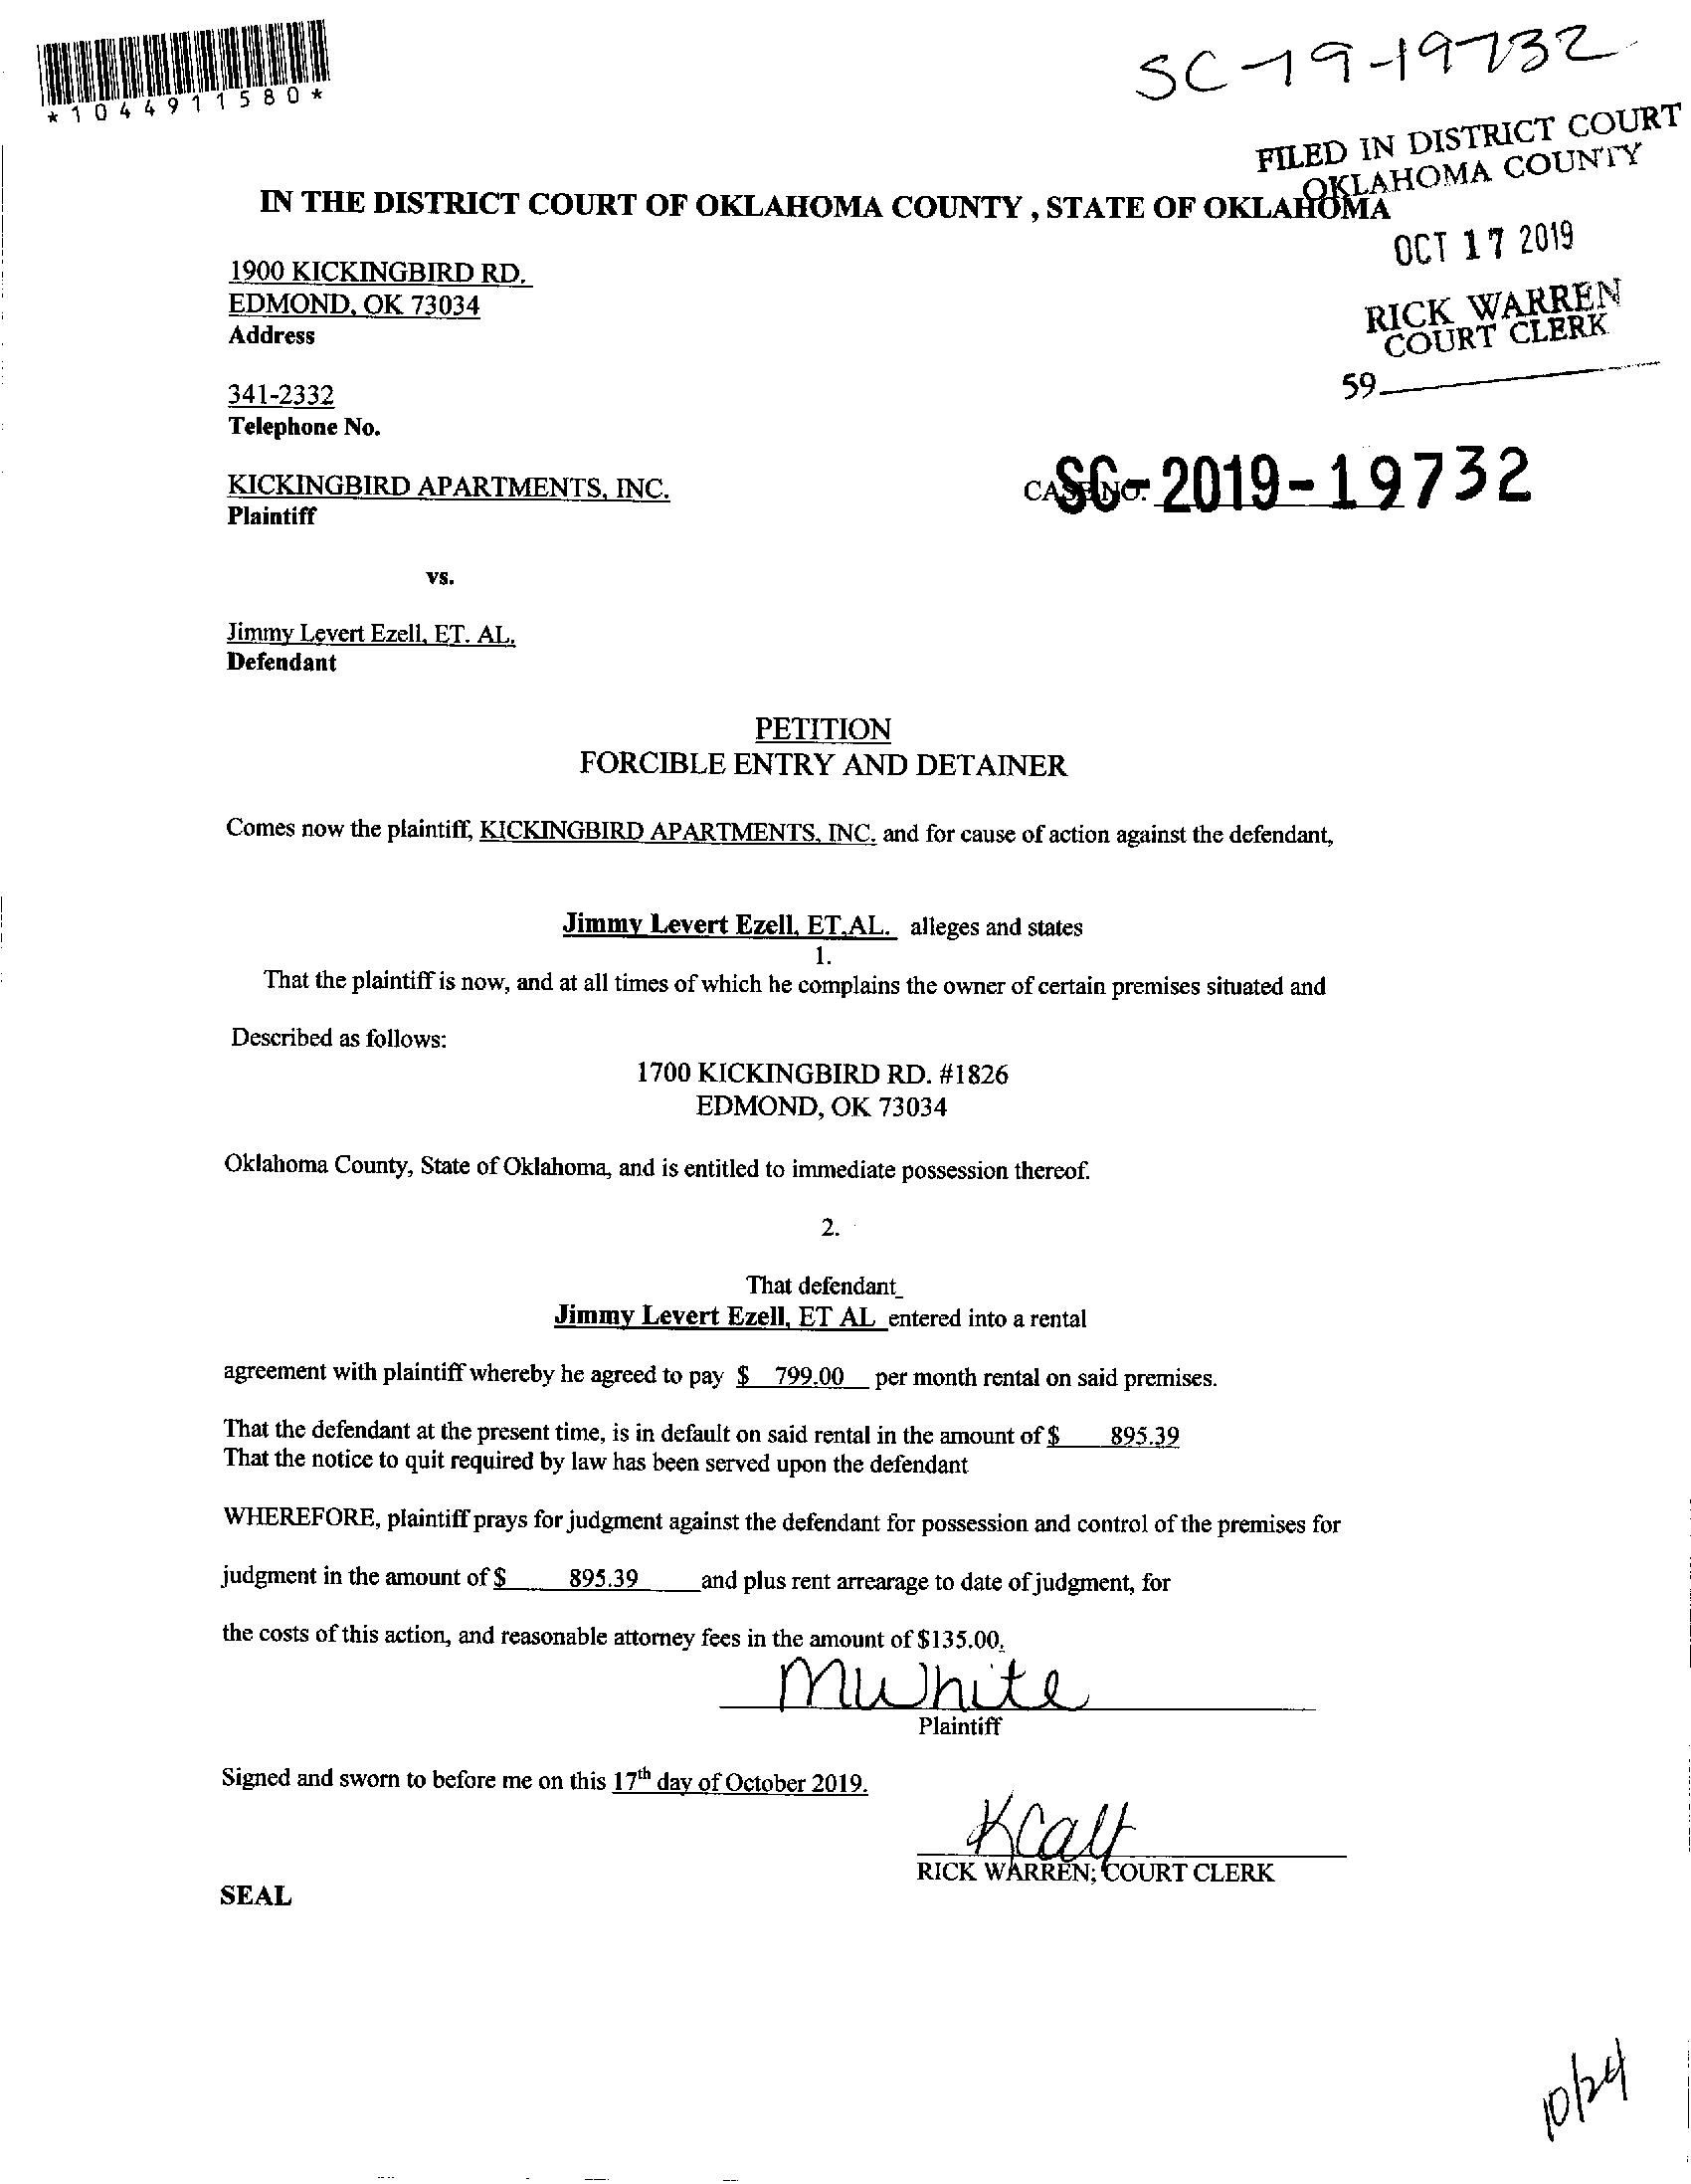 *1044911580*
SC-19-19732
FILED IN DISTRICT COURT
OKLAHOMA COUNTY
IN THE DISTRICT COURT OF OKLAHOMA COUNTY , STATE OF OKLAHOMA
OCT 17 2019
1900 KICKINGBIRD RD.
EDMOND, OK 73034
Address
RICK WARREN
COURT CLERK
59
341-2332
Telephone No.
KICKINGBIRD APARTMENTS, INC.
CASE NO. SC-2019-19732
Plaintiff
vs.
Jimmy Levert Ezell, ET. AL.
Defendant
PETITION
FORCIBLE ENTRY AND DETAINER
Comes now the plaintiff, KICKINGBIRD APARTMENTS, INC. and for cause of action against the defendant,
Jimmy Levert Ezell, ET,AL. alleges and states
1.
That the plaintiff is now, and at all times of which he complains the owner of certain premises situated and
Described as follows:
1700 KICKINGBIRD RD. #1826
EDMOND, OK 73034
Oklahoma County, State of Oklahoma, and is entitled to immediate possession thereof.
2.
That defendant
Jimmy Levert Ezell, ET AL entered into a rental
agreement with plaintiff whereby he agreed to pay $ 799.00 per month rental on said premises.
That the defendant at the present time, is in default on said rental in the amount of $ 895.39
That the notice to quit required by law has been served upon the defendant
WHEREFORE, plaintiff prays for judgment against the defendant for possession and control of the premises for
judgment in the amount of $ 895.39 and plus rent arrearage to date of judgment, for
the costs of this action, and reasonable attorney fees in the amount of $135.00.
MWhite
Plaintiff
Signed and sworn to before me on this 17th day of October 2019.
RICK WARREN; COURT CLERK
SEAL
10/24